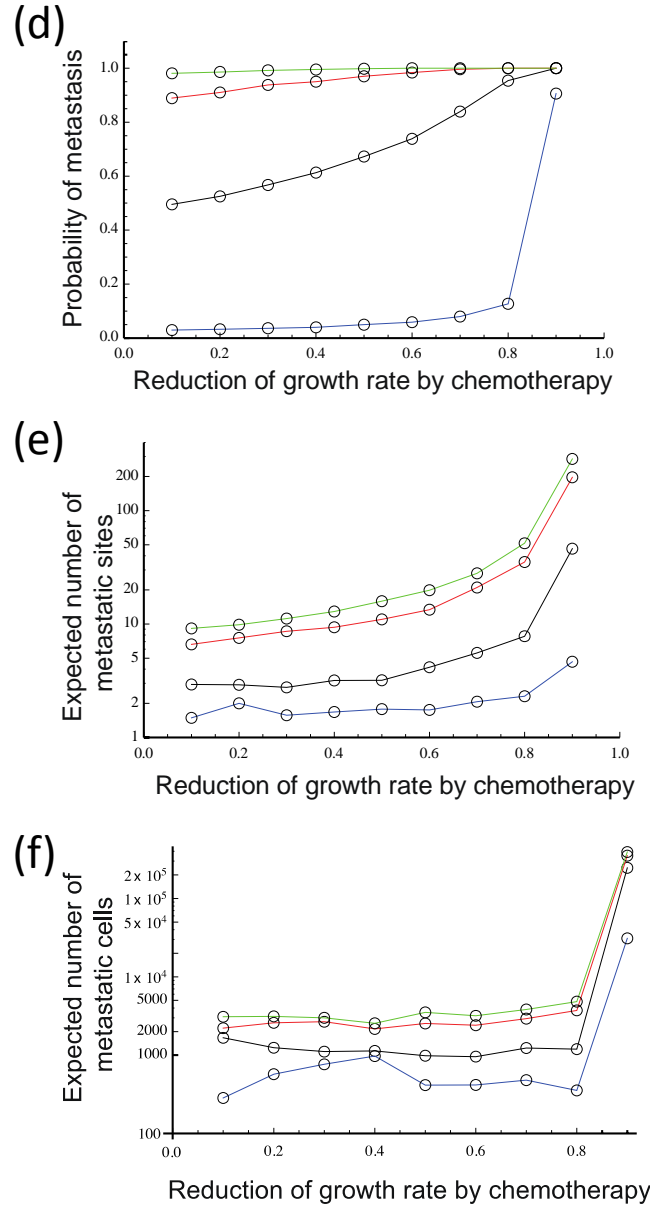 (d)
Probability of metastasis
1.0
0.8
0.6
0.4
0.2
0.0
0.0 0.2 0.4 0.6 0.8 1.0
Reduction of growth rate by chemotherapy
(e)
Expected number of
metastatic sites
200
100
50
20
10
5
2
1
0.0 0.2 0.4 0.6 0.8 1.0
Reduction of growth rate by chemotherapy
(f)
Expected number of
metastatic cells
2 × 10⁵
1 × 10⁵
5 × 10⁴
1 × 10⁴
5000
2000
1000
100
0.0 0.2 0.4 0.6 0.8
Reduction of growth rate by chemotherapy